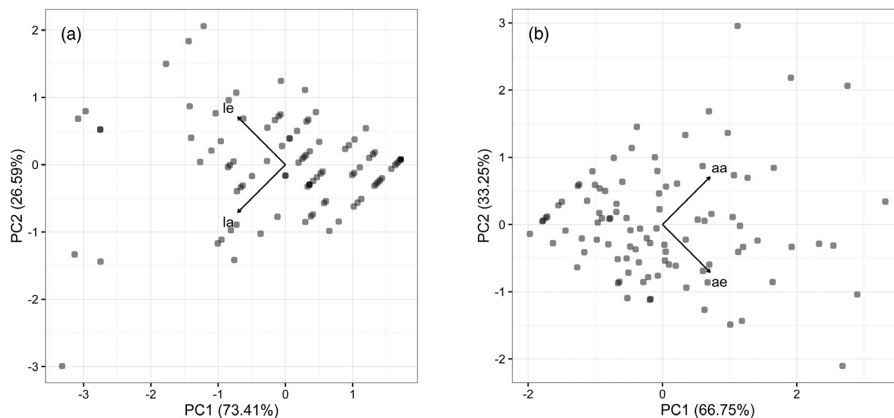 (a)
2
1
0
-1
-2
-3
PC2 (26.59%)
le
la
-3 -2 -1 0 1
PC1 (73.41%)
(b)
3
2
1
0
-1
-2
PC2 (33.25%)
aa
ae
-2 0 2
PC1 (66.75%)